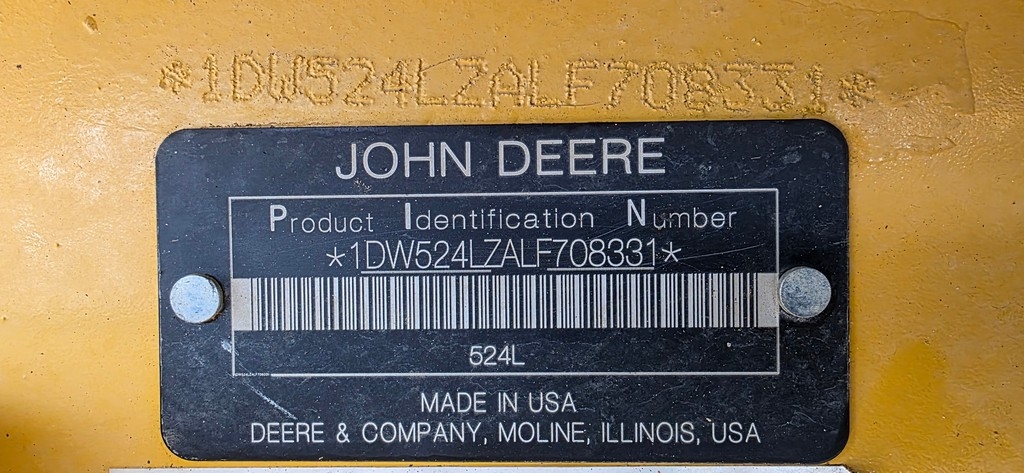 *1DW524LZALF708331*
JOHN DEERE
Product Identification Number
*1DW524LZALF708331*
524L
MADE IN USA
DEERE & COMPANY, MOLINE, ILLINOIS, USA